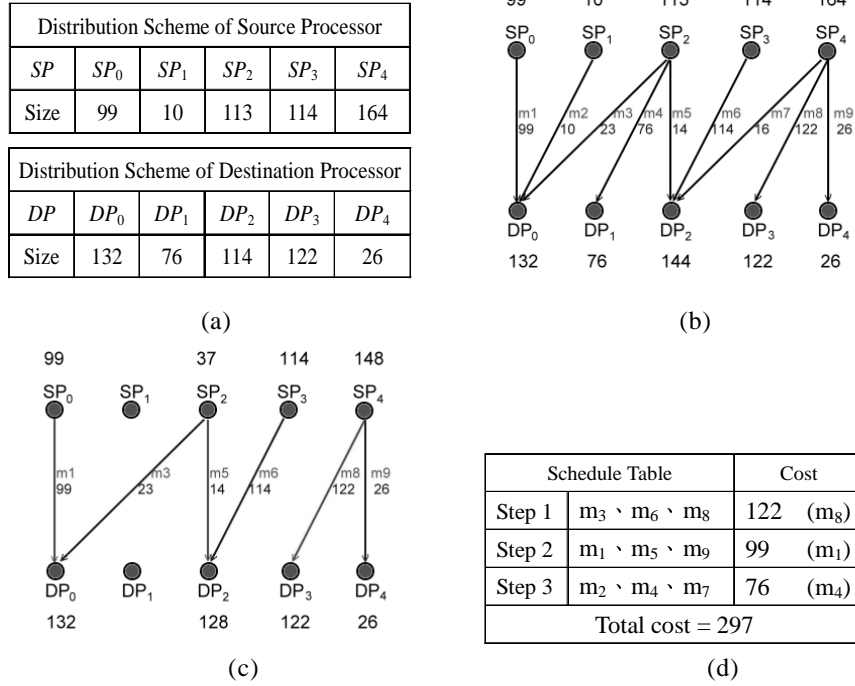 Distribution Scheme of Source Processor
SP SP0 SP1 SP2 SP3 SP4
Size 99 10 113 114 164
Distribution Scheme of Destination Processor
DP DP0 DP1 DP2 DP3 DP4
Size 132 76 114 122 26
(a)
99 10 113 114 164
SP0 SP1 SP2 SP3 SP4
m1 m2 m3 m4 m5 m6 m7 m8 m9
99 10 23 76 14 114 16 122 26
DP0 DP1 DP2 DP3 DP4
132 76 144 122 26
(b)
99 37 114 148
SP0 SP1 SP2 SP3 SP4
m1 m3 m5 m6 m8 m9
99 23 14 114 122 26
DP0 DP1 DP2 DP3 DP4
132 128 122 26
(c)
Schedule Table Cost
Step 1 m3、m6、m8 122 (m8)
Step 2 m1、m5、m9 99 (m1)
Step 3 m2、m4、m7 76 (m4)
Total cost = 297
(d)